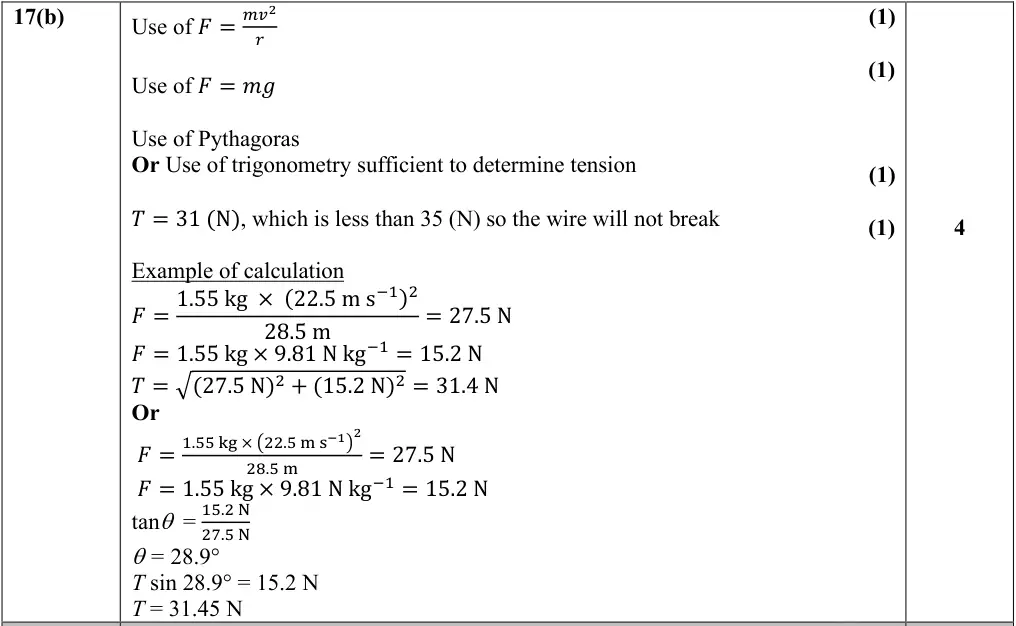 17(b)
Use of F = mv²/r (1)
Use of F = mg (1)
Use of Pythagoras
Or Use of trigonometry sufficient to determine tension (1)
T = 31 (N), which is less than 35 (N) so the wire will not break (1) 4
Example of calculation
F = 1.55 kg × (22.5 m s⁻¹)² / 28.5 m = 27.5 N
F = 1.55 kg × 9.81 N kg⁻¹ = 15.2 N
T = √((27.5 N)² + (15.2 N)²) = 31.4 N
Or
F = 1.55 kg × (22.5 m s⁻¹)² / 28.5 m = 27.5 N
F = 1.55 kg × 9.81 N kg⁻¹ = 15.2 N
tanθ = 15.2 N / 27.5 N
θ = 28.9°
T sin 28.9° = 15.2 N
T = 31.45 N